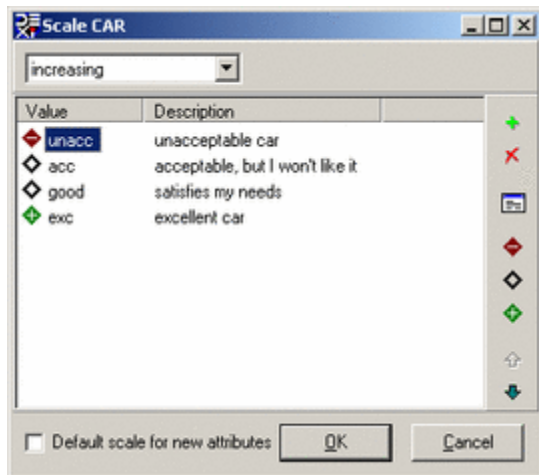 Scale CAR
increasing
Value Description
unacc unacceptable car
acc acceptable, but I won't like it
good satisfies my needs
exc excellent car
Default scale for new attributes OK Cancel